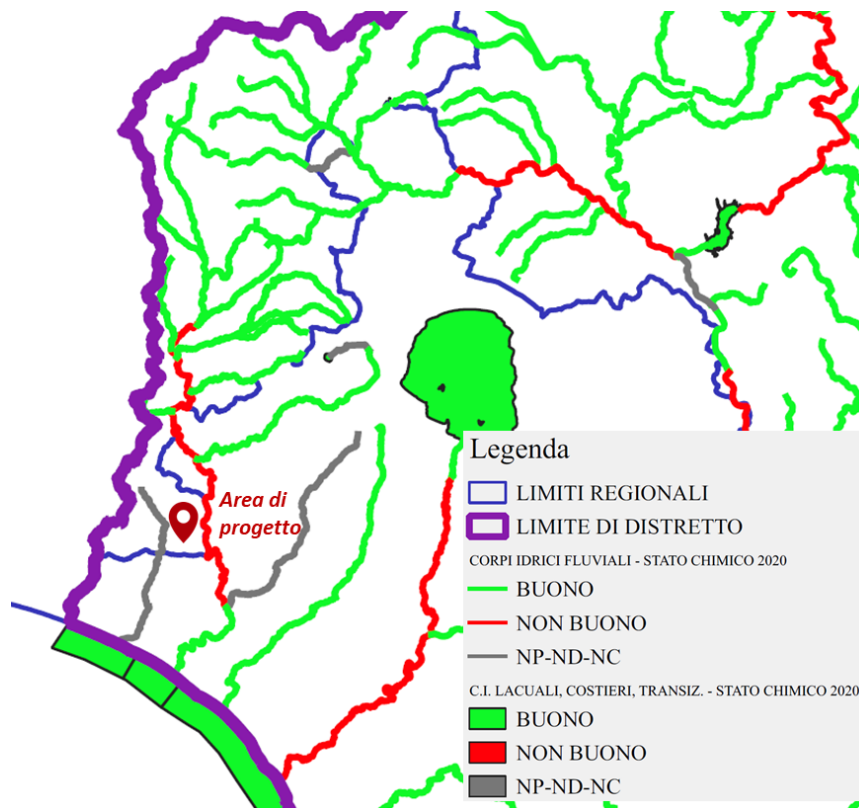 Area di
progetto
Legenda
LIMITI REGIONALI
LIMITE DI DISTRETTO
CORPI IDRICI FLUVIALI - STATO CHIMICO 2020
BUONO
NON BUONO
NP-ND-NC
C.I. LACUALI, COSTIERI, TRANSIZ. - STATO CHIMICO 2020
BUONO
NON BUONO
NP-ND-NC